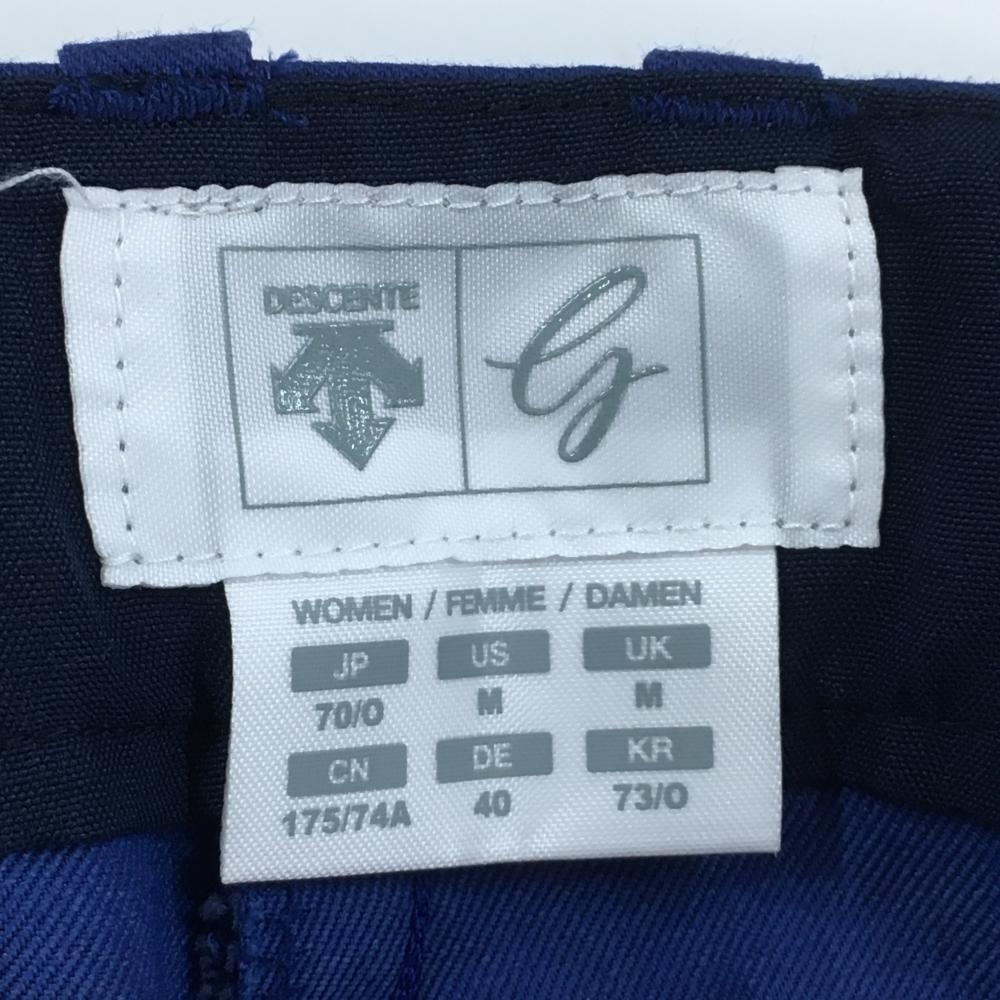 DESCENTE
G
WOMEN / FEMME / DAMEN
JP US UK
70/O M M
CN DE KR
175/74A 40 73/O